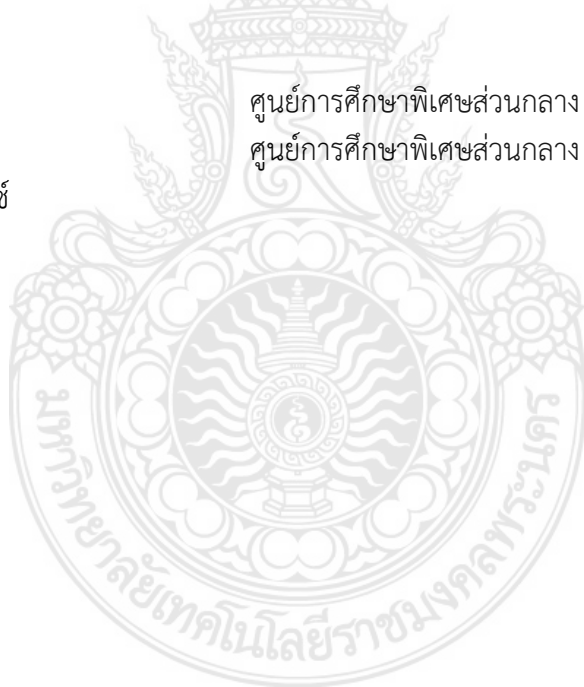 ศูนย์การศึกษาพิเศษส่วนกลาง
ศูนย์การศึกษาพิเศษส่วนกลาง
ช์
มหาวิทยาลัยเทคโนโลยีราชมงคลพระนคร